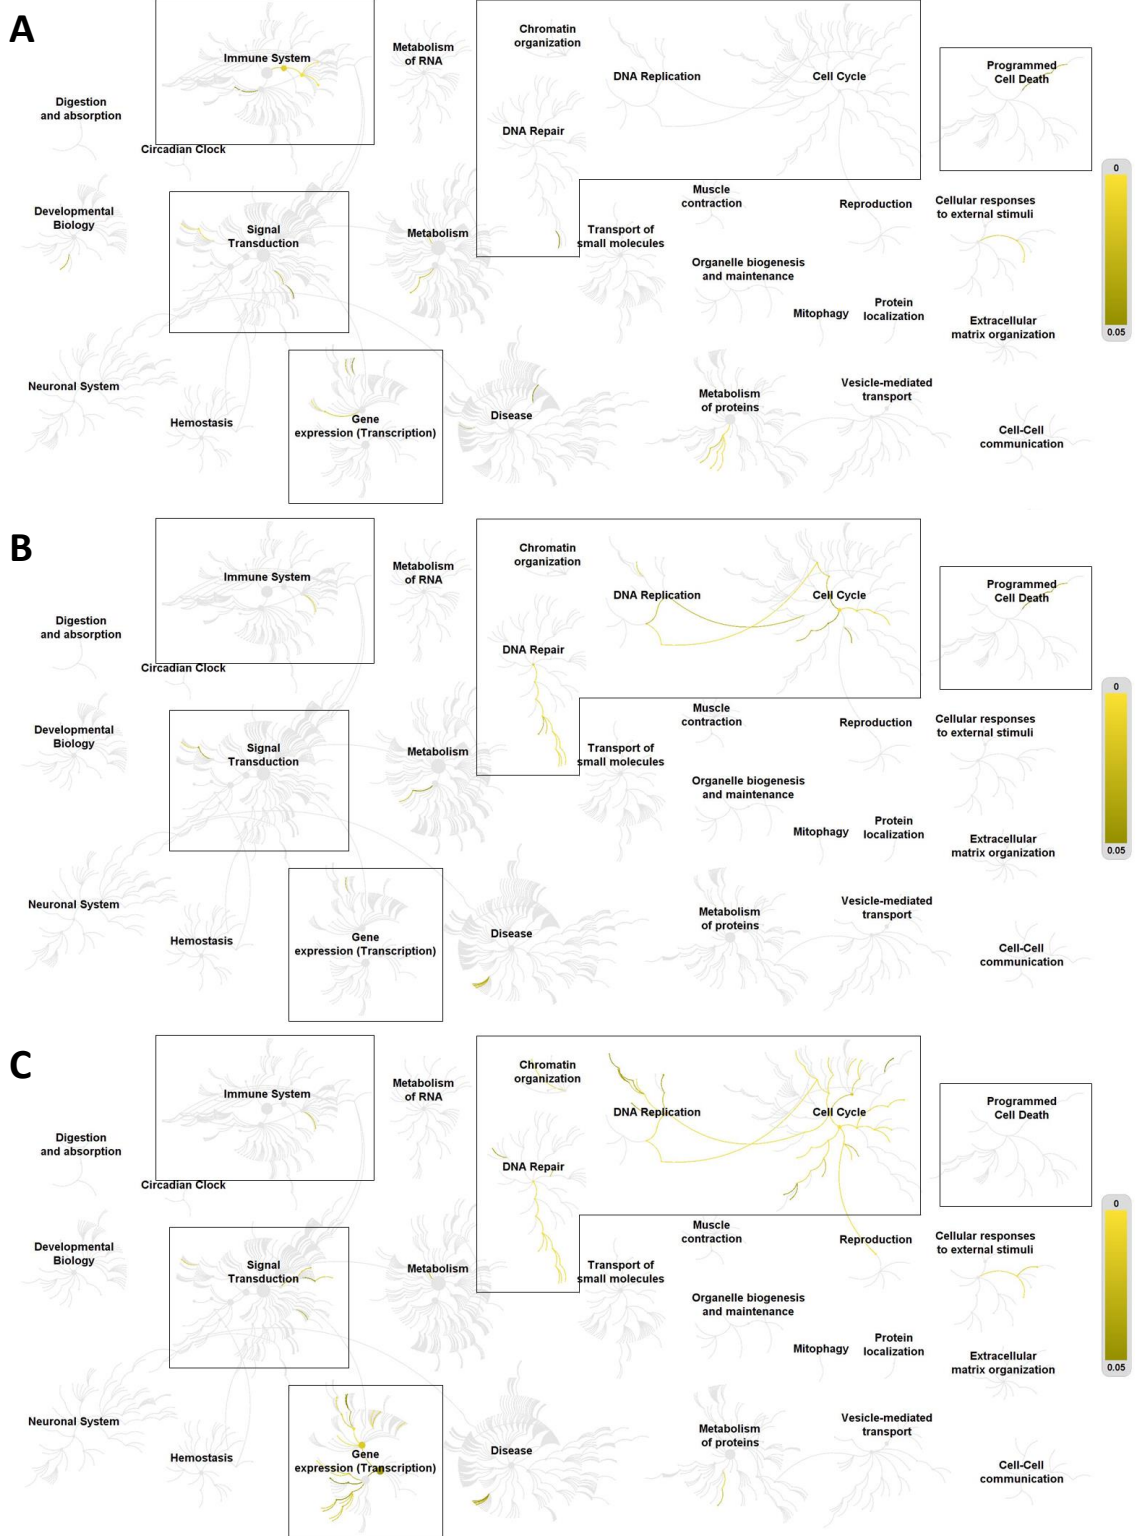 A
Immune System
Metabolism
of RNA
Chromatin
organization
DNA Replication
Cell Cycle
Programmed
Cell Death
Digestion
and absorption
DNA Repair
Circadian Clock
0
0.05
Developmental
Biology
Signal
Transduction
Metabolism
Transport of
small molecules
Muscle
contraction
Reproduction
Cellular responses
to external stimuli
Organelle biogenesis
and maintenance
Mitophagy
Protein
localization
Extracellular
matrix organization
Neuronal System
Hemostasis
Gene
expression (Transcription)
Disease
Metabolism
of proteins
Vesicle-mediated
transport
Cell-Cell
communication
B
Immune System
Metabolism
of RNA
Chromatin
organization
DNA Replication
Cell Cycle
Programmed
Cell Death
Digestion
and absorption
DNA Repair
Circadian Clock
0
0.05
Developmental
Biology
Signal
Transduction
Metabolism
Transport of
small molecules
Muscle
contraction
Reproduction
Cellular responses
to external stimuli
Organelle biogenesis
and maintenance
Mitophagy
Protein
localization
Extracellular
matrix organization
Neuronal System
Hemostasis
Gene
expression (Transcription)
Disease
Metabolism
of proteins
Vesicle-mediated
transport
Cell-Cell
communication
C
Immune System
Metabolism
of RNA
Chromatin
organization
DNA Replication
Cell Cycle
Programmed
Cell Death
Digestion
and absorption
DNA Repair
Circadian Clock
0
0.05
Developmental
Biology
Signal
Transduction
Metabolism
Transport of
small molecules
Muscle
contraction
Reproduction
Cellular responses
to external stimuli
Organelle biogenesis
and maintenance
Mitophagy
Protein
localization
Extracellular
matrix organization
Neuronal System
Hemostasis
Gene
expression (Transcription)
Disease
Metabolism
of proteins
Vesicle-mediated
transport
Cell-Cell
communication